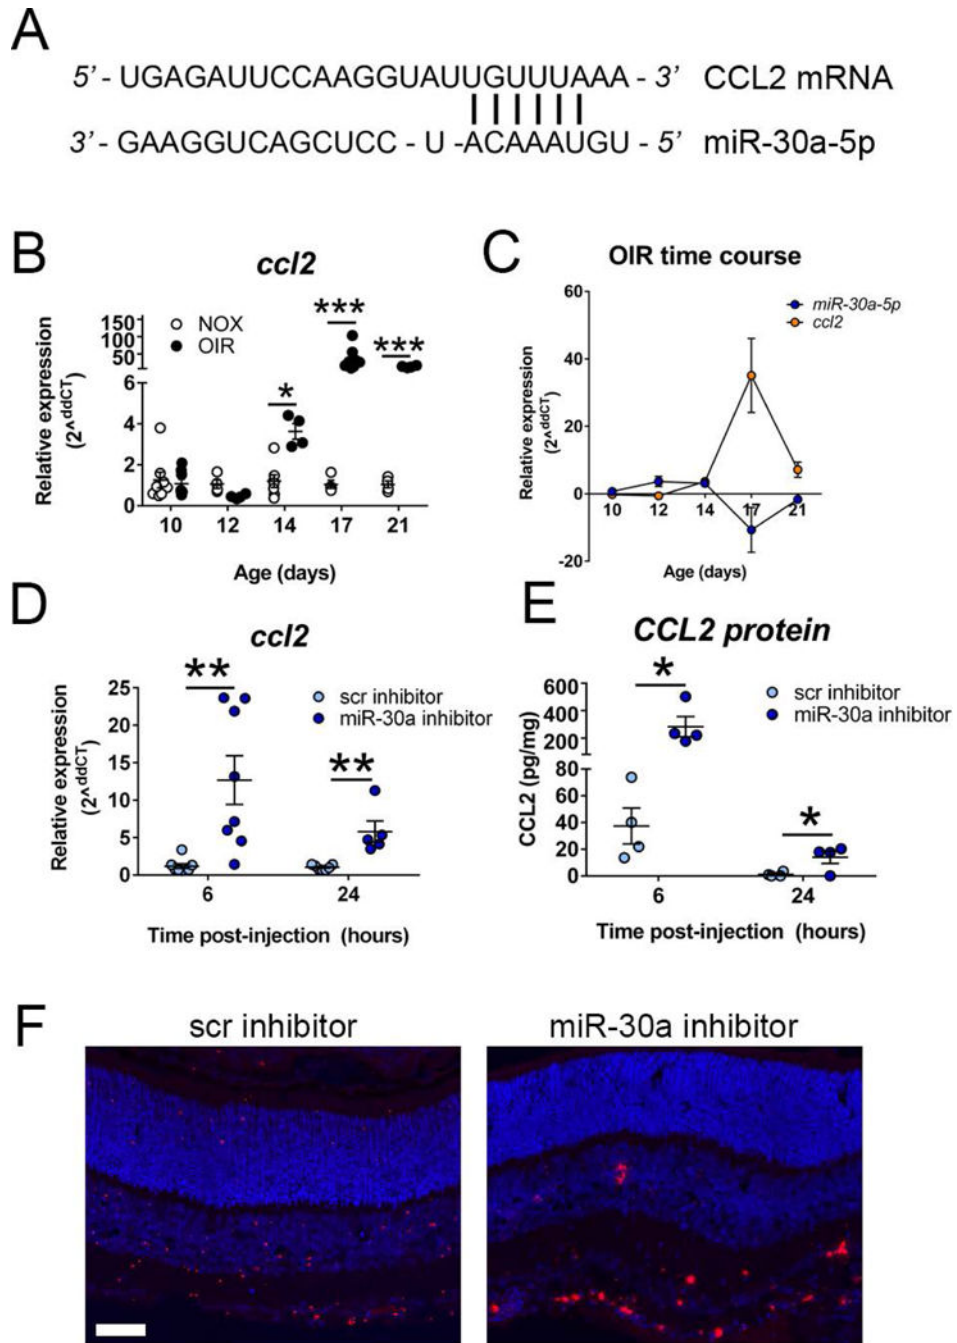 A
5' - UGAGAUUCCAAGGUAUUGUUUAAA - 3' CCL2 mRNA
3' - GAAGGUCAGCUCC - U -ACAAAUGU - 5' miR-30a-5p
B
ccl2
Relative expression
(2^ddCT)
150
100
50
6
4
2
0
NOX
OIR
*
***
***
10 12 14 17 21
Age (days)
C
OIR time course
Relative expression
(2^ddCT)
60
40
20
0
-20
miR-30a-5p
ccl2
10 12 14 17 21
Age (days)
D
ccl2
Relative expression
(2^ddCT)
25
20
15
10
5
0
**
**
scr inhibitor
miR-30a inhibitor
6 24
Time post-injection (hours)
E
CCL2 protein
CCL2 (pg/mg)
600
400
200
80
60
40
20
0
*
*
scr inhibitor
miR-30a inhibitor
6 24
Time post-injection (hours)
F
scr inhibitor miR-30a inhibitor